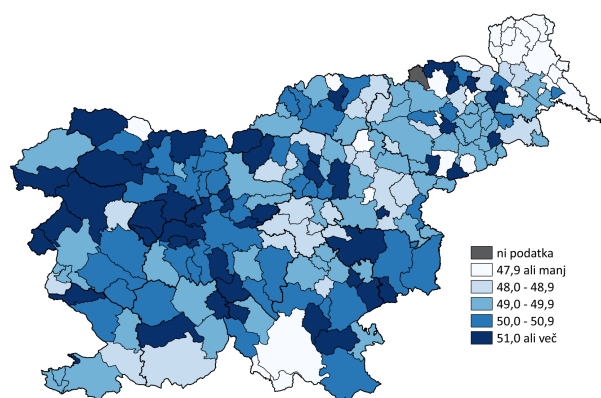 ni podatka
47,9 ali manj
48,0 - 48,9
49,0 - 49,9
50,0 - 50,9
51,0 ali več